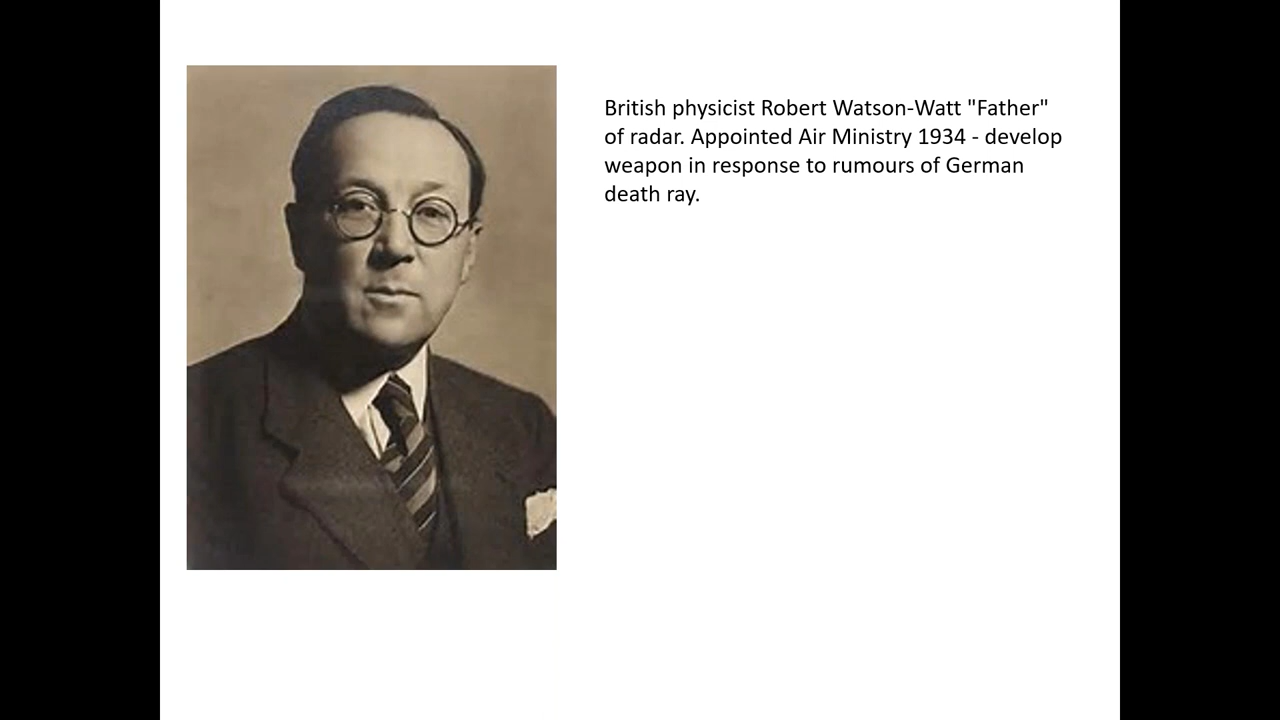 British physicist Robert Watson-Watt "Father"
of radar. Appointed Air Ministry 1934 - develop
weapon in response to rumours of German
death ray.